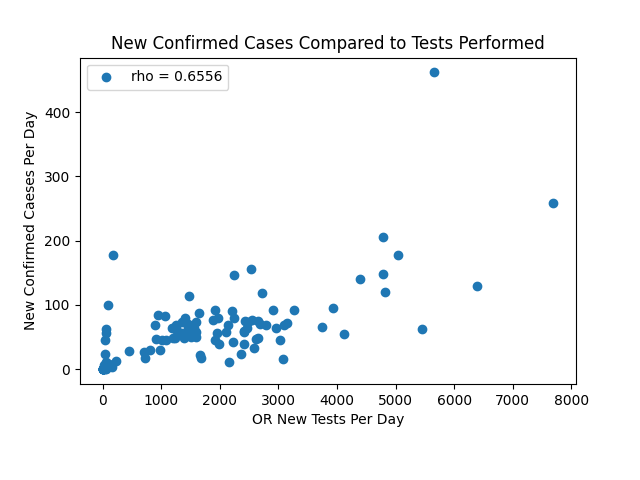 New Confirmed Cases Compared to Tests Performed
rho = 0.6556
New Confirmed Caeses Per Day
400
300
200
100
0
0 1000 2000 3000 4000 5000 6000 7000 8000
OR New Tests Per Day